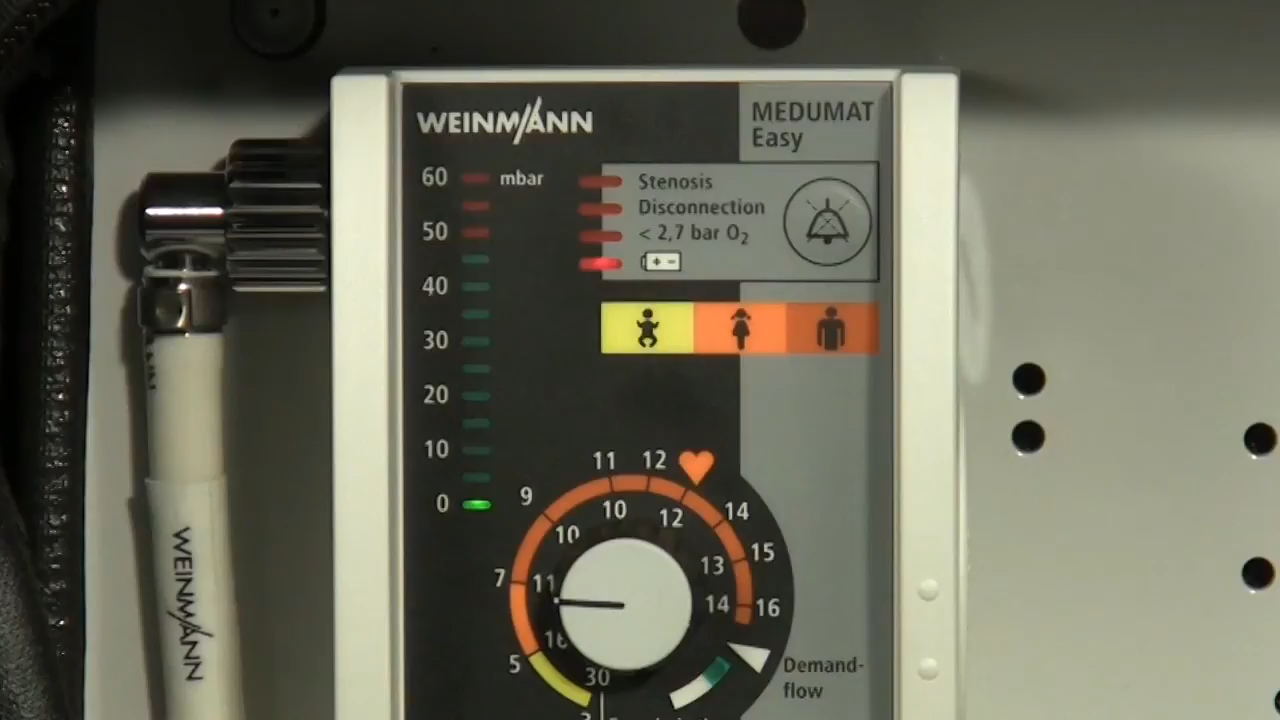 WEINMANN
MEDUMAT
Easy
60 mbar
50
40
30
20
10
0
Stenosis
Disconnection
< 2,7 bar O₂
+ -
11 12
9 10 12 14
10 15
7 11 13
14 16
5
30
Demand-
flow
WEINMANN